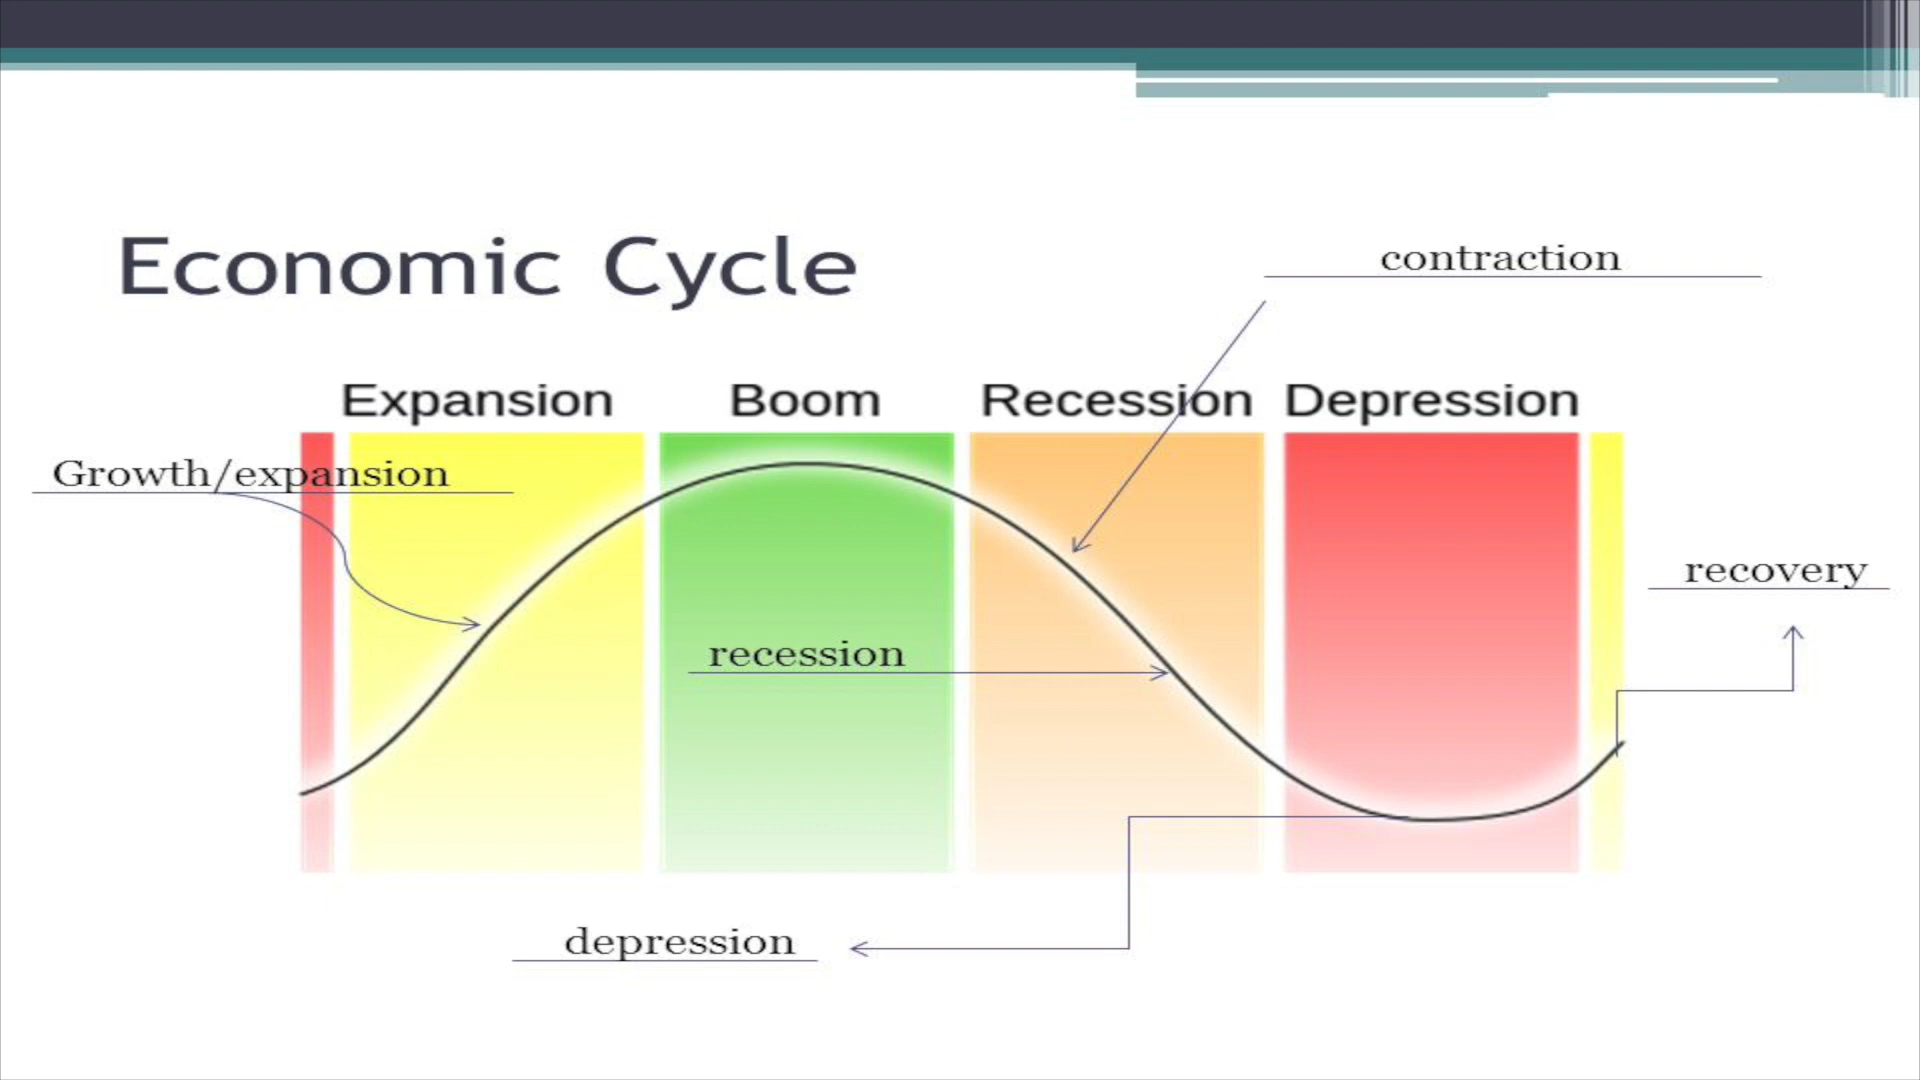 Economic Cycle
contraction
Expansion Boom Recession Depression
Growth/expansion
recovery
recession
depression